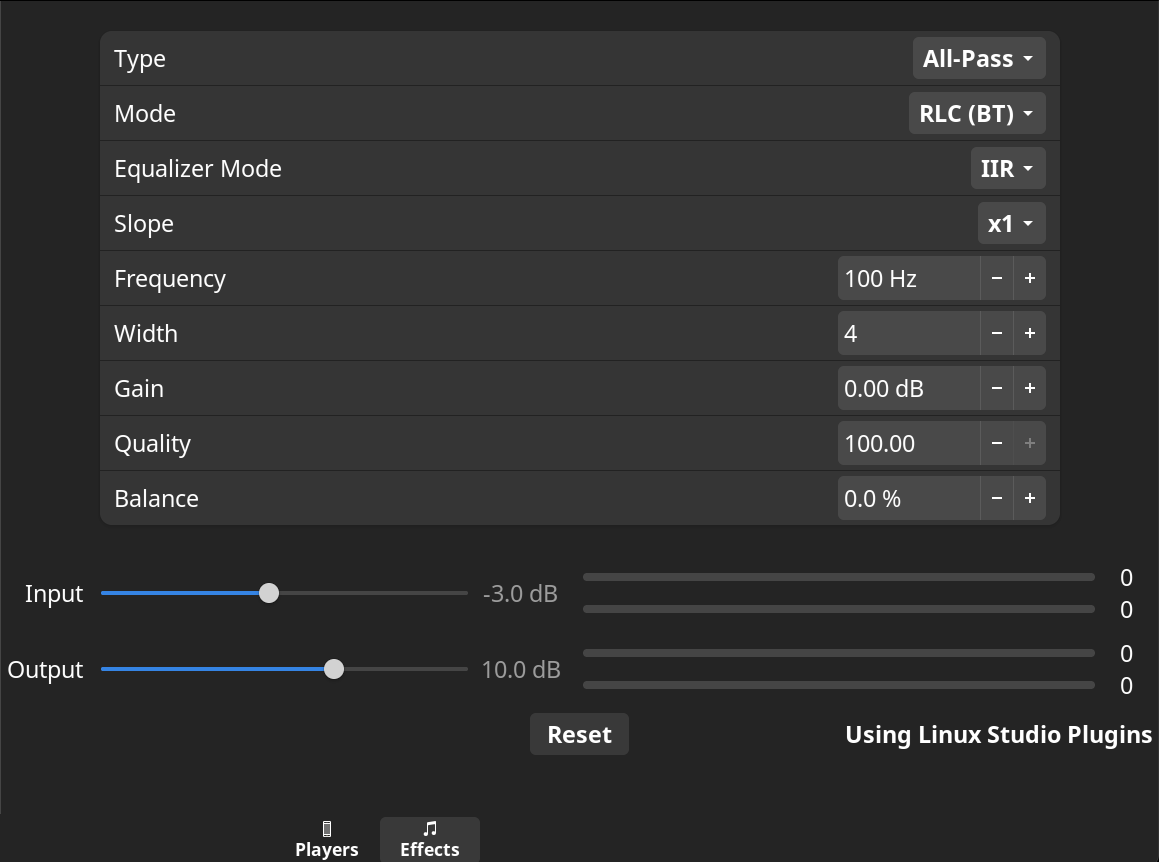 Type All-Pass
Mode RLC (BT)
Equalizer Mode IIR
Slope x1
Frequency 100 Hz − +
Width 4 − +
Gain 0.00 dB − +
Quality 100.00 − +
Balance 0.0 % − +
Input -3.0 dB 0
0
Output 10.0 dB 0
0
Reset Using Linux Studio Plugins
Players Effects